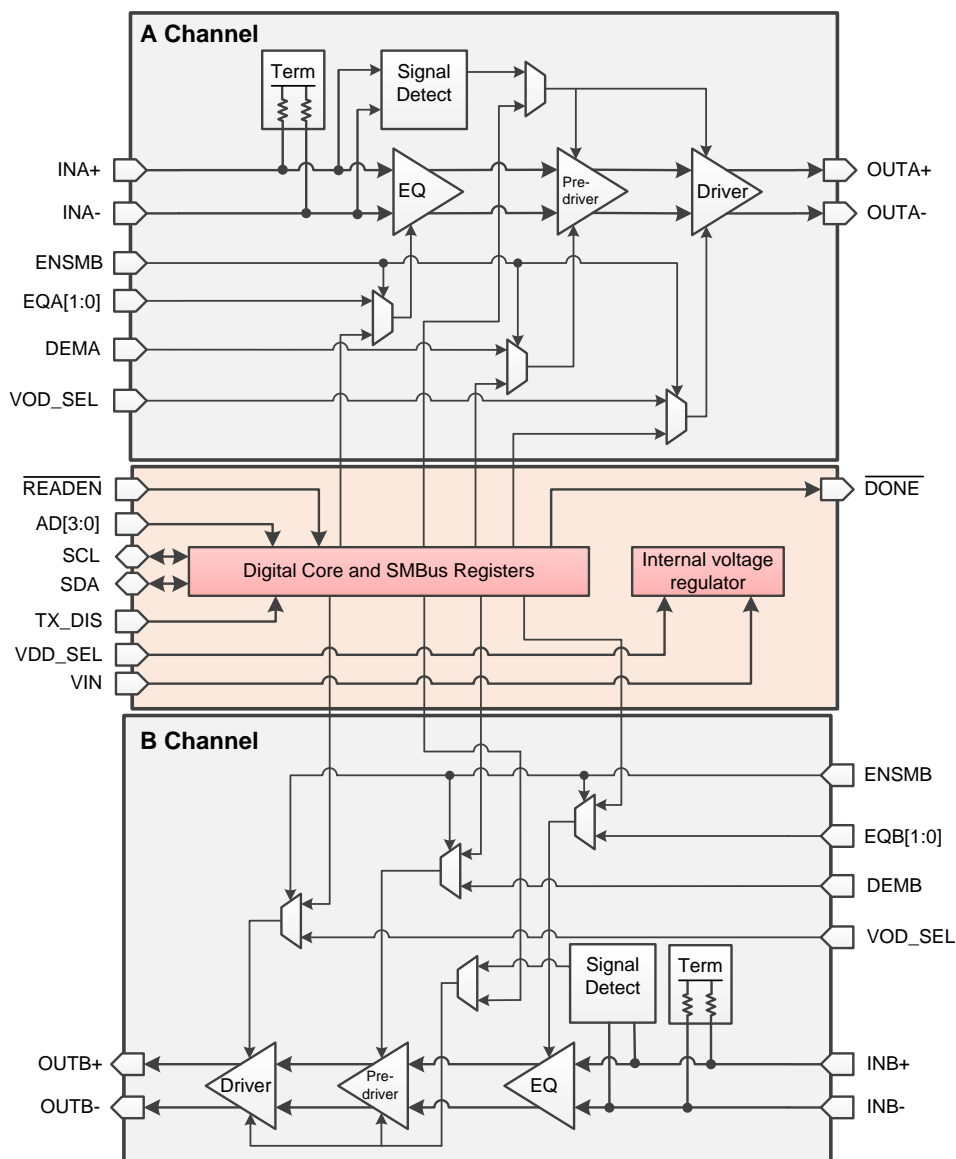 A Channel
Term
Signal
Detect
INA+
INA-
EQ
Pre-
driver
Driver
OUTA+
OUTA-
ENSMB
EQA[1:0]
DEMA
VOD_SEL
READEN
AD[3:0]
SCL
SDA
TX_DIS
VDD_SEL
VIN
Digital Core and SMBus Registers
Internal voltage
regulator
DONE
B Channel
ENSMB
EQB[1:0]
DEMB
VOD_SEL
Signal
Detect
Term
OUTB+
OUTB-
Driver
Pre-
driver
EQ
INB+
INB-